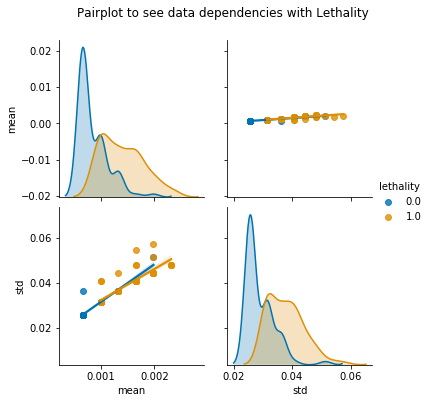 Pairplot to see data dependencies with Lethality
0.02
0.01
0.00
−0.01
−0.02
mean
lethality
0.0
1.0
0.06
0.04
0.02
std
0.001
0.002
mean
0.02
0.04
0.06
std